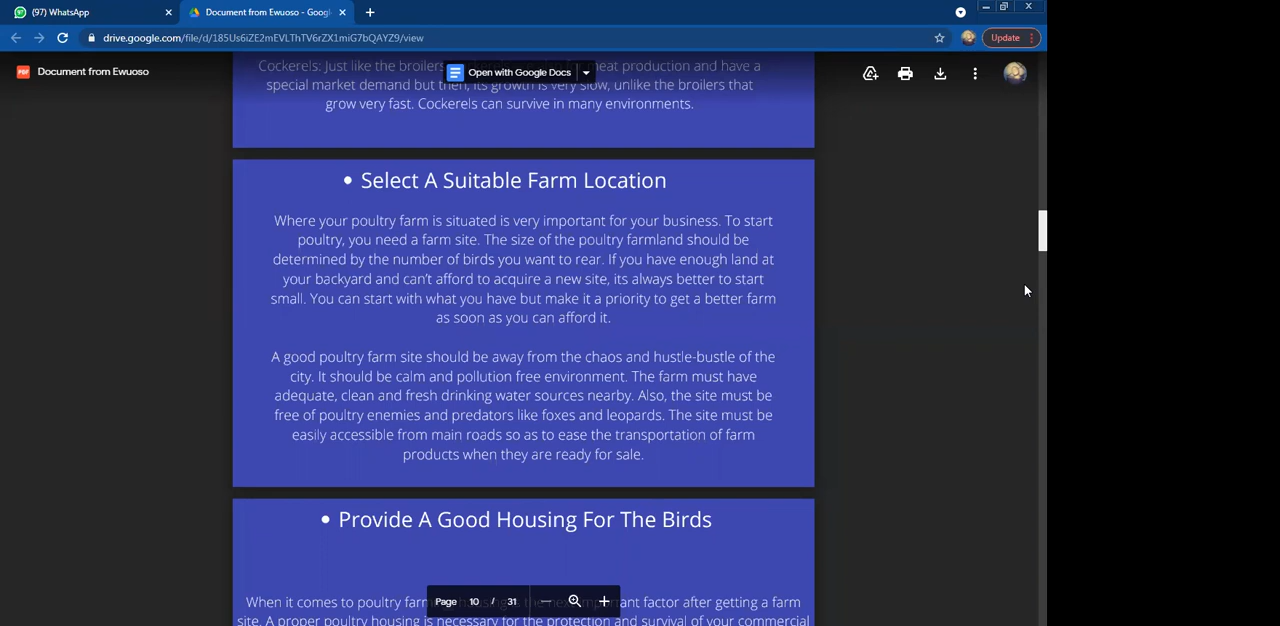 (97) WhatsApp
Document from Ewuoso - Googl
drive.google.com/file/d/185Us6iZE2mEVLThTV6rZX1miG7bQAYZ9/view
Update
PDF
Document from Ewuoso
Open with Google Docs
Cockerels: Just like the broilers meat production and have a
special market demand but then, its growth is very slow, unlike the broilers that
grow very fast. Cockerels can survive in many environments.
• Select A Suitable Farm Location
Where your poultry farm is situated is very important for your business. To start
poultry, you need a farm site. The size of the poultry farmland should be
determined by the number of birds you want to rear. If you have enough land at
your backyard and can't afford to acquire a new site, its always better to start
small. You can start with what you have but make it a priority to get a better farm
as soon as you can afford it.
A good poultry farm site should be away from the chaos and hustle-bustle of the
city. It should be calm and pollution free environment. The farm must have
adequate, clean and fresh drinking water sources nearby. Also, the site must be
free of poultry enemies and predators like foxes and leopards. The site must be
easily accessible from main roads so as to ease the transportation of farm
products when they are ready for sale.
• Provide A Good Housing For The Birds
When it comes to poultry farming, housing is the next important factor after getting a farm
site. A proper poultry housing is necessary for the protection and survival of your commercial
Page 10 / 31